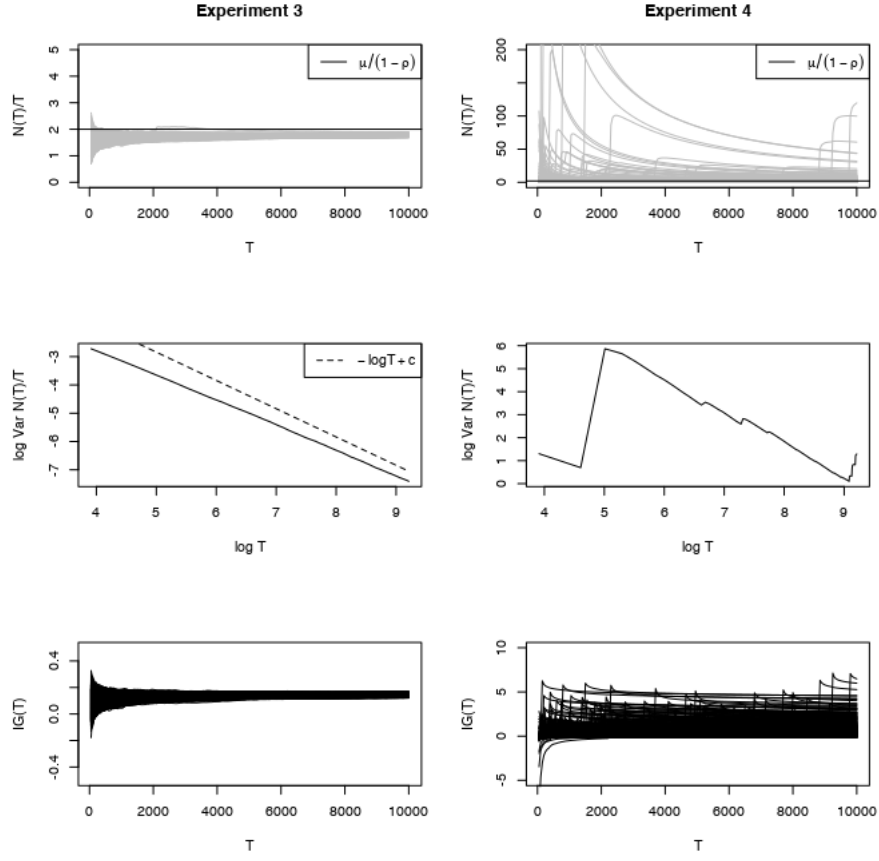 Experiment 3
Experiment 4
N(T)/T
5
4
3
2
1
0
μ/(1 − ρ)
0 2000 4000 6000 8000 10000
T
N(T)/T
200
100
50
0
μ/(1 − ρ)
0 2000 4000 6000 8000 10000
T
log Var N(T)/T
-3
-4
-5
-6
-7
− logT + c
4 5 6 7 8 9
log T
log Var N(T)/T
6
5
4
3
2
1
0
4 5 6 7 8 9
log T
IG(T)
0.4
0.0
-0.4
0 2000 4000 6000 8000 10000
T
IG(T)
10
5
0
-5
0 2000 4000 6000 8000 10000
T